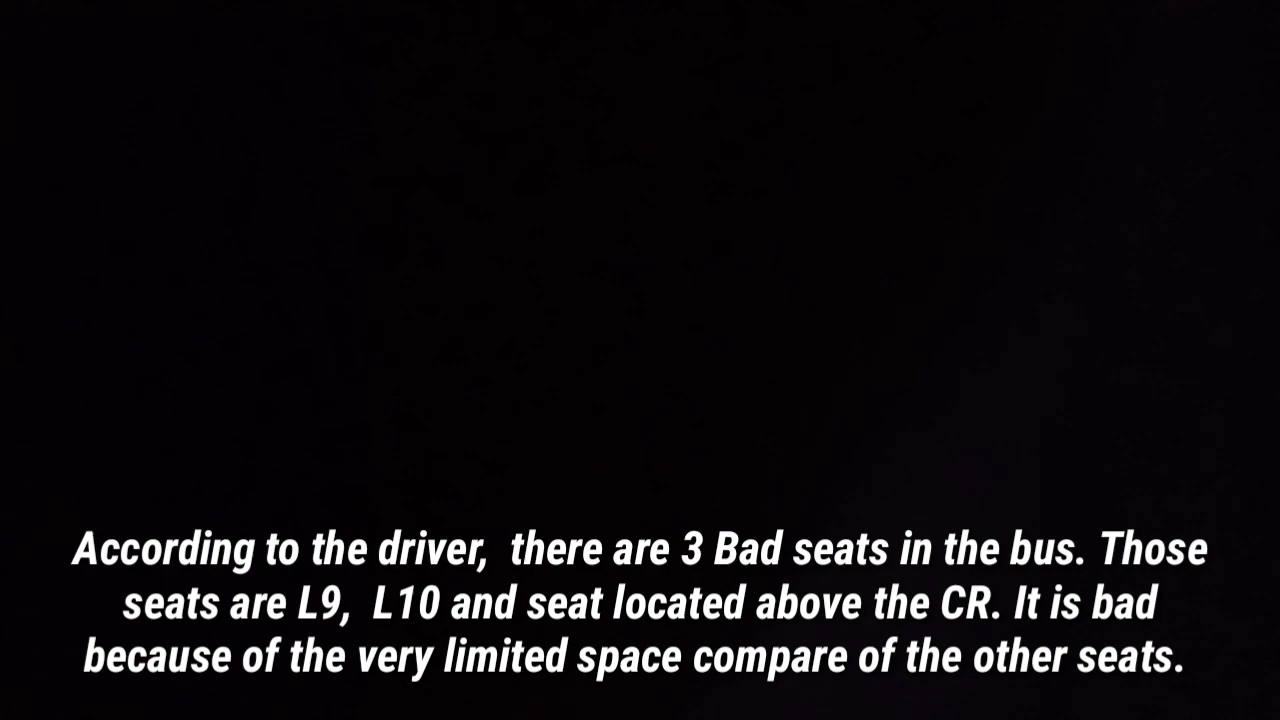 According to the driver,  there are 3 Bad seats in the bus. Those
seats are L9,  L10 and seat located above the CR. It is bad
because of the very limited space compare of the other seats.